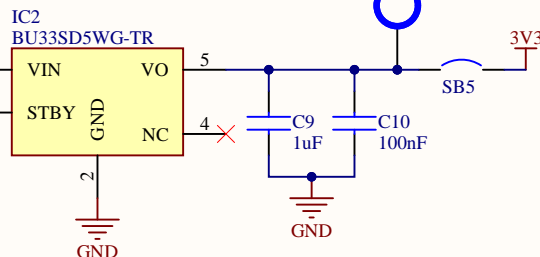 IC2
BU33SD5WG-TR
VIN
VO
5
3V3
SB5
STBY
GND
NC
4
C9
1uF
C10
100nF
2
GND
GND